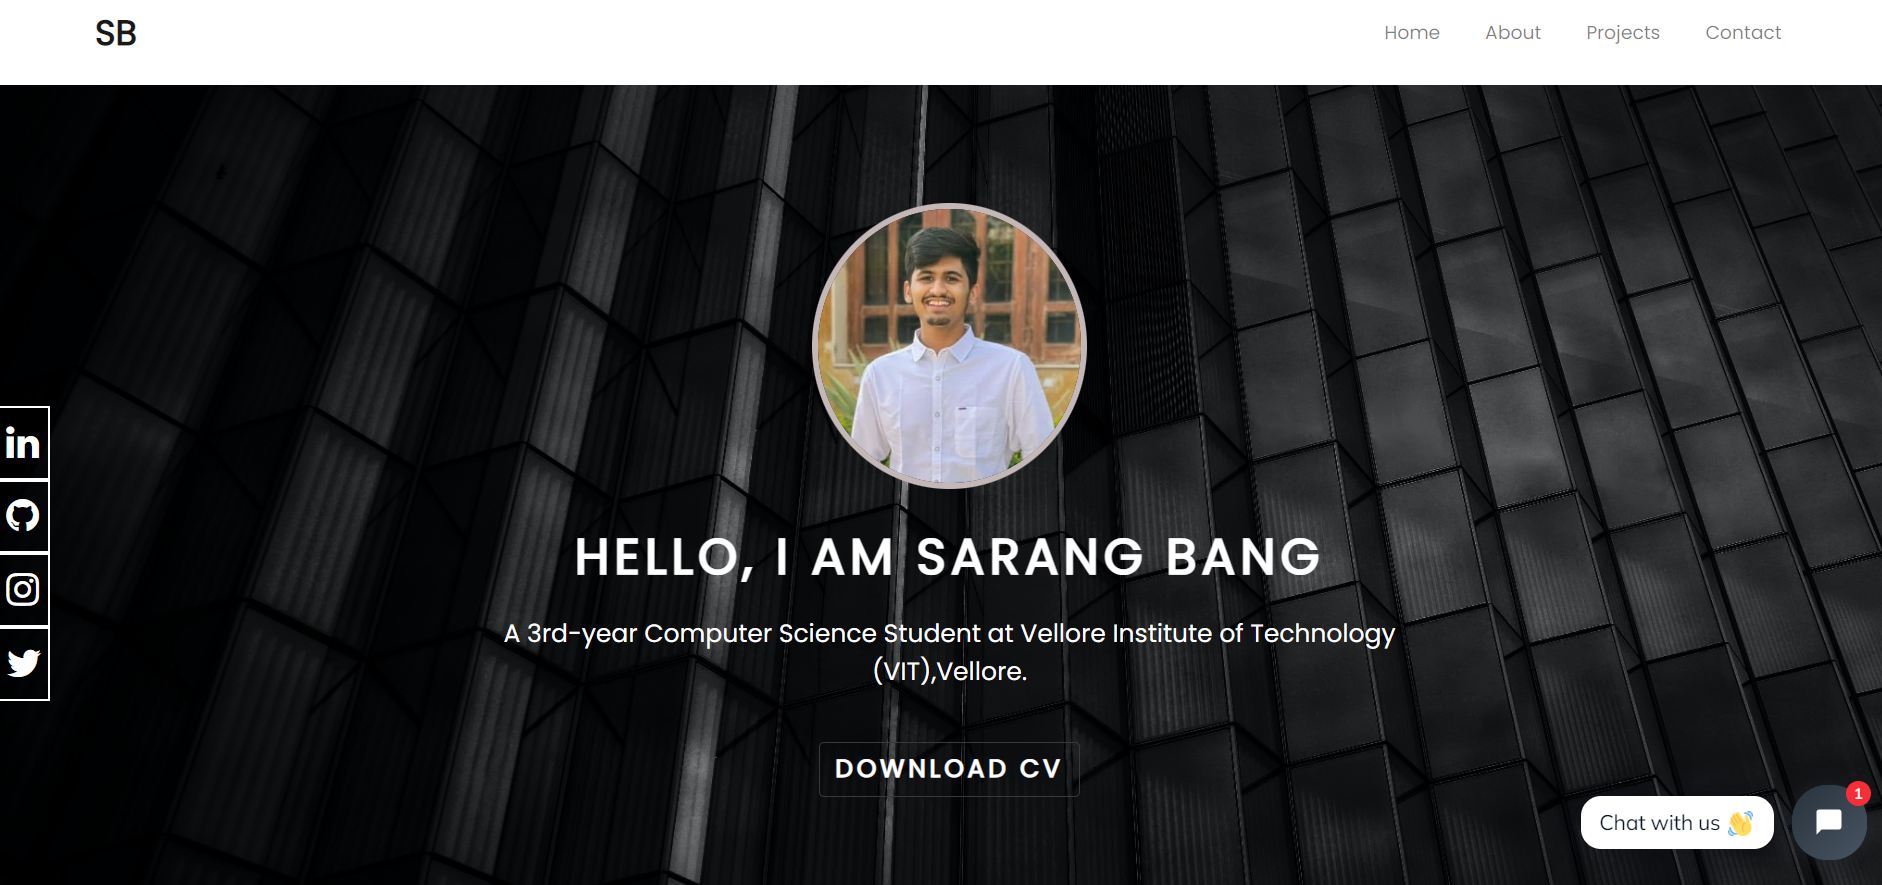 SB
Home About Projects Contact
HELLO, I AM SARANG BANG
A 3rd-year Computer Science Student at Vellore Institute of Technology
(VIT),Vellore.
DOWNLOAD CV
Chat with us 👋
1